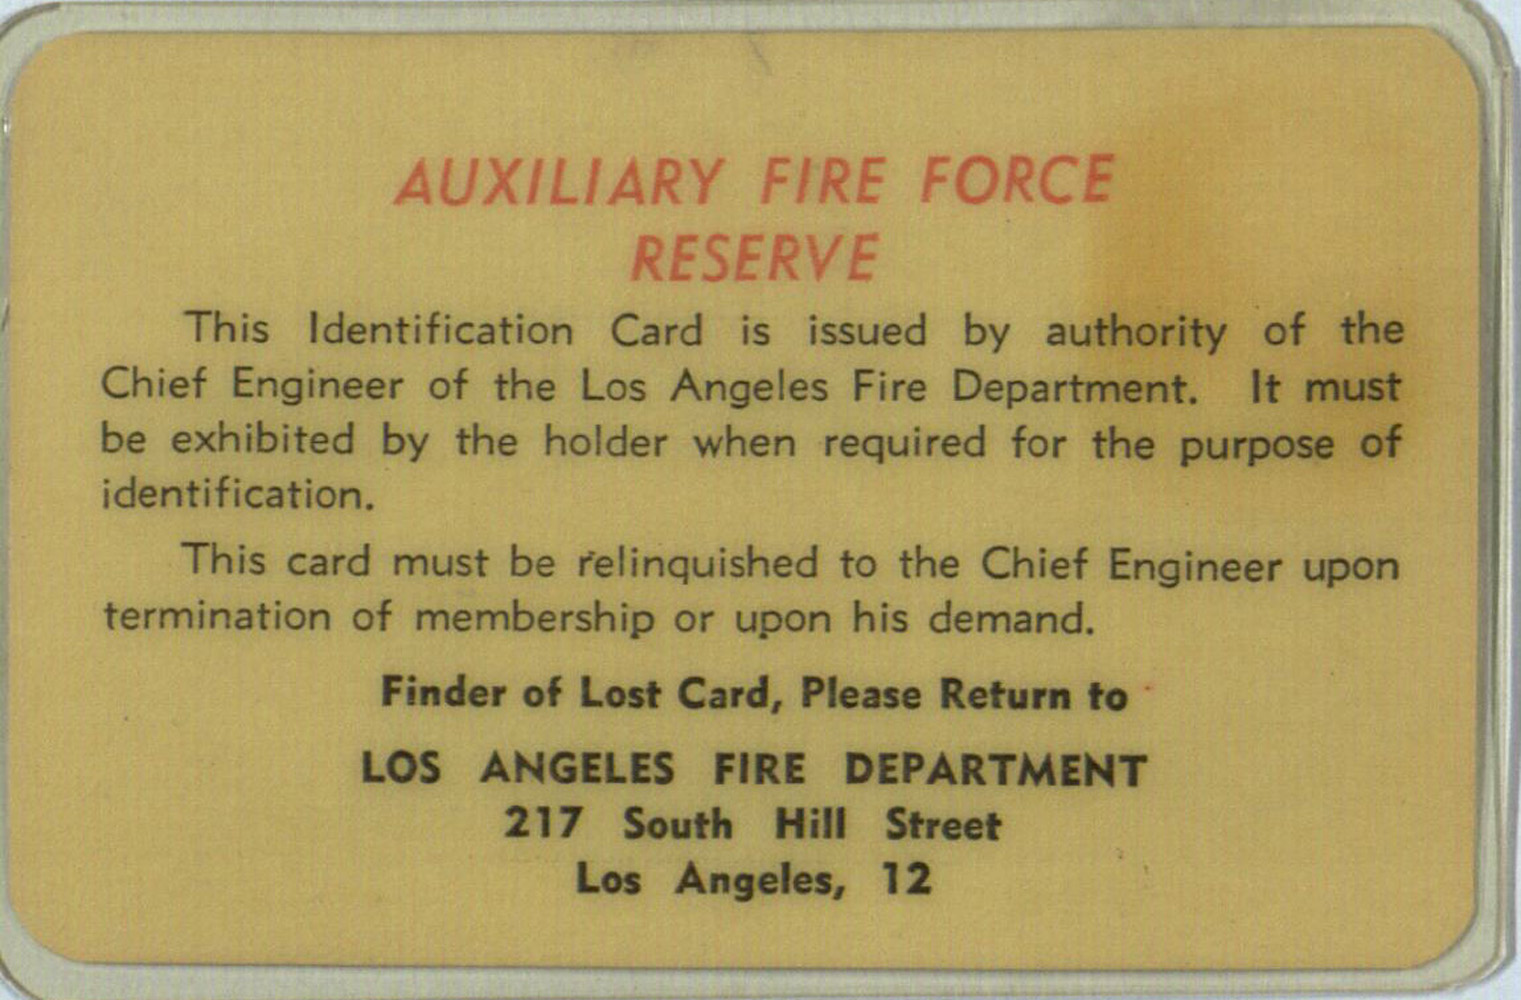 AUXILIARY FIRE FORCE
RESERVE
This Identification Card is issued by authority of the
Chief Engineer of the Los Angeles Fire Department. It must
be exhibited by the holder when required for the purpose of
identification.
This card must be relinquished to the Chief Engineer upon
termination of membership or upon his demand.
Finder of Lost Card, Please Return to
LOS ANGELES FIRE DEPARTMENT
217 South Hill Street
Los Angeles, 12